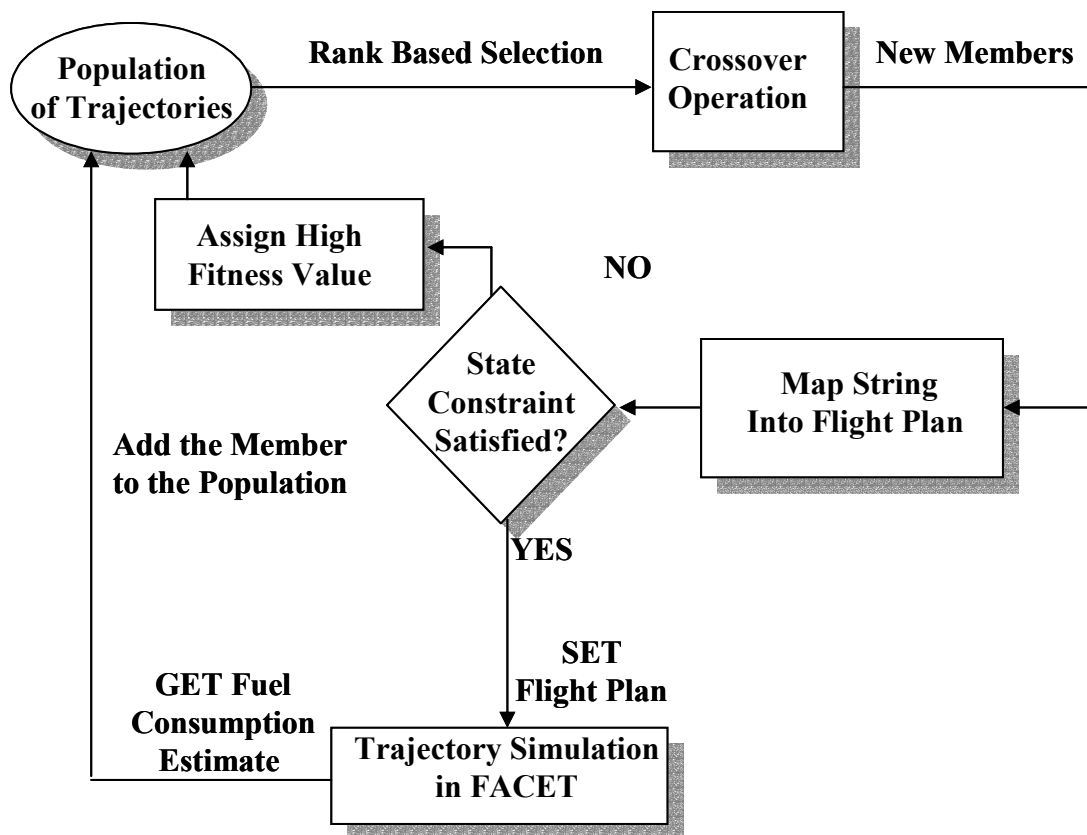 Population
of Trajectories
Rank Based Selection
Crossover
Operation
New Members
Assign High
Fitness Value
NO
State
Constraint
Satisfied?
Map String
Into Flight Plan
Add the Member
to the Population
YES
SET
Flight Plan
GET Fuel
Consumption
Estimate
Trajectory Simulation
in FACET